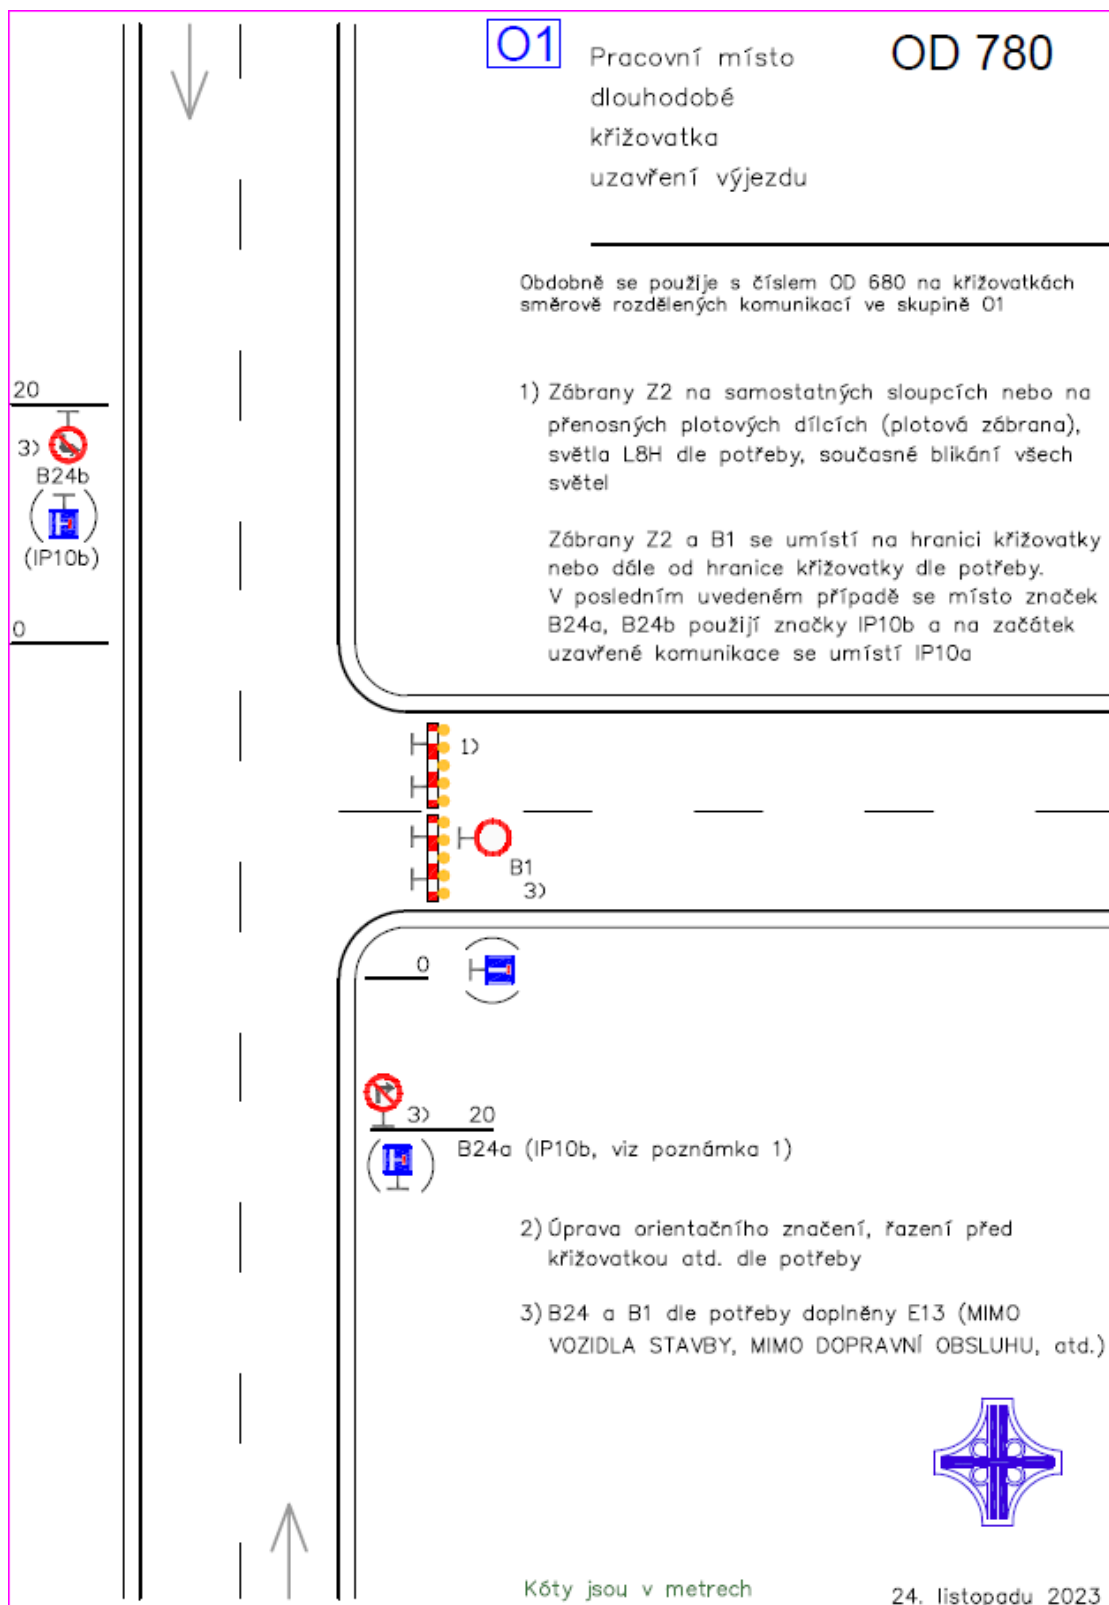 O1
OD 780
Pracovní místo
dlouhodobé
křižovatka
uzavření výjezdu
Obdobně se použije s číslem OD 680 na křižovatkách
směrově rozdělených komunikací ve skupině O1
20
3)
B24b
(IP10b)
0
1) Zábrany Z2 na samostatných sloupcích nebo na
přenosných plotových dílcích (plotová zábrana),
světla L8H dle potřeby, současné blikání všech
světel
Zábrany Z2 a B1 se umístí na hranici křižovatky
nebo dále od hranice křižovatky dle potřeby.
V posledním uvedeném případě se místo značek
B24a, B24b použijí značky IP10b a na začátek
uzavřené komunikace se umístí IP10a
1)
B1
3)
0
3) 20
B24a (IP10b, viz poznámka 1)
2) Úprava orientačního značení, řazení před
křižovatkou atd. dle potřeby
3) B24 a B1 dle potřeby doplněny E13 (MIMO
VOZIDLA STAVBY, MIMO DOPRAVNÍ OBSLUHU, atd.)
Kóty jsou v metrech
24. listopadu 2023